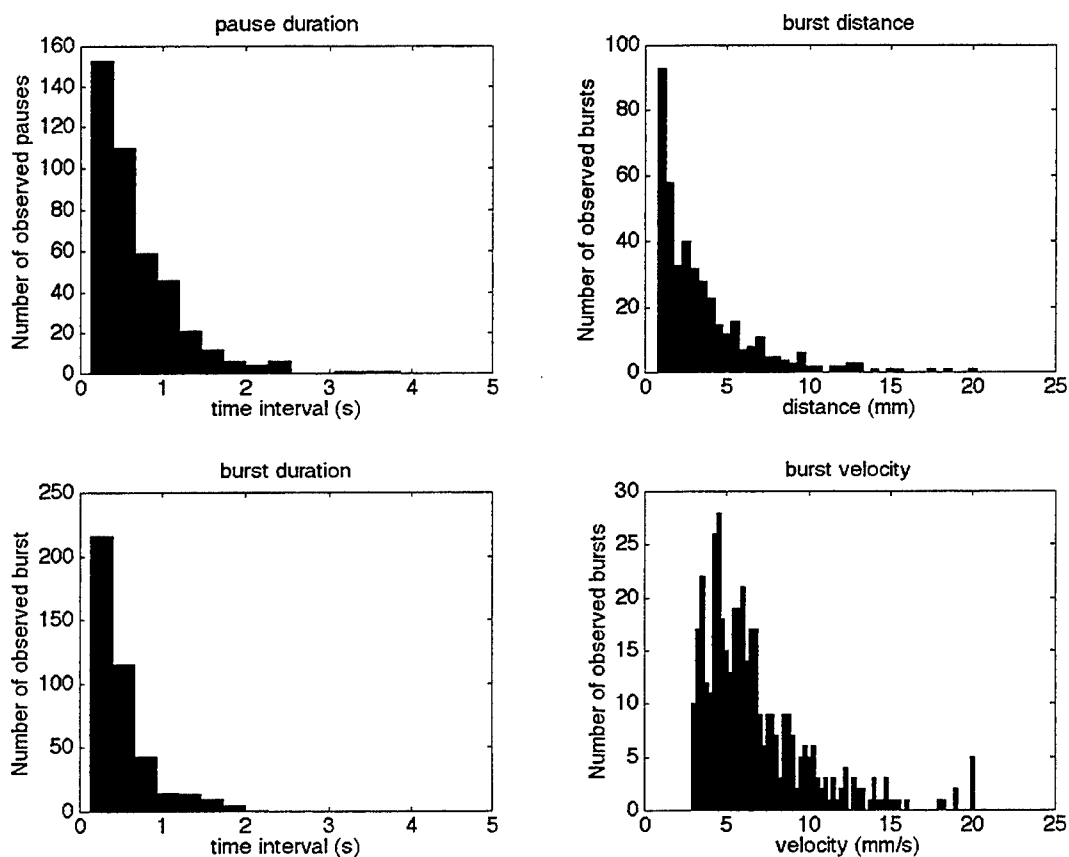 pause duration
160
140
120
100
80
60
40
20
0
Number of observed pauses
0 1 2 3 4 5
time interval (s)
burst distance
100
80
60
40
20
0
Number of observed bursts
0 5 10 15 20 25
distance (mm)
burst duration
250
200
150
100
50
0
Number of observed burst
0 1 2 3 4 5
time interval (s)
burst velocity
30
25
20
15
10
5
0
Number of observed bursts
0 5 10 15 20 25
velocity (mm/s)